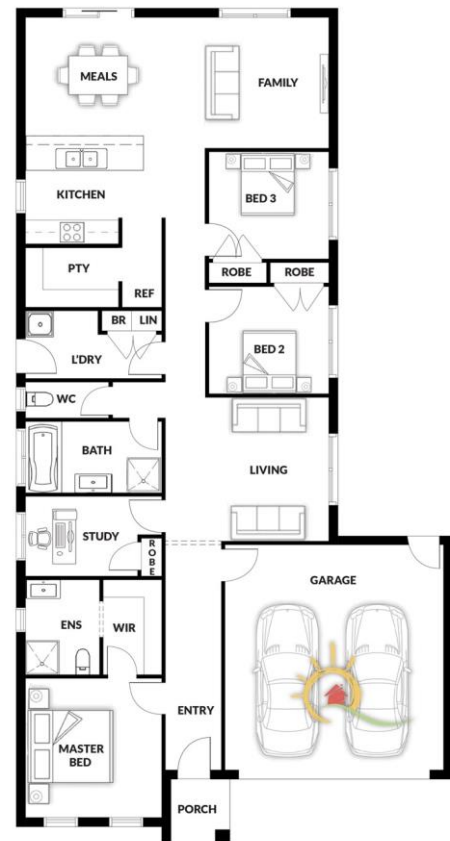 MEALS
FAMILY
KITCHEN
BED 3
PTY
ROBE
ROBE
REF
BR
LIN
L'DRY
BED 2
WC
BATH
LIVING
STUDY
ROBE
GARAGE
ENS
WIR
ENTRY
MASTER
BED
PORCH